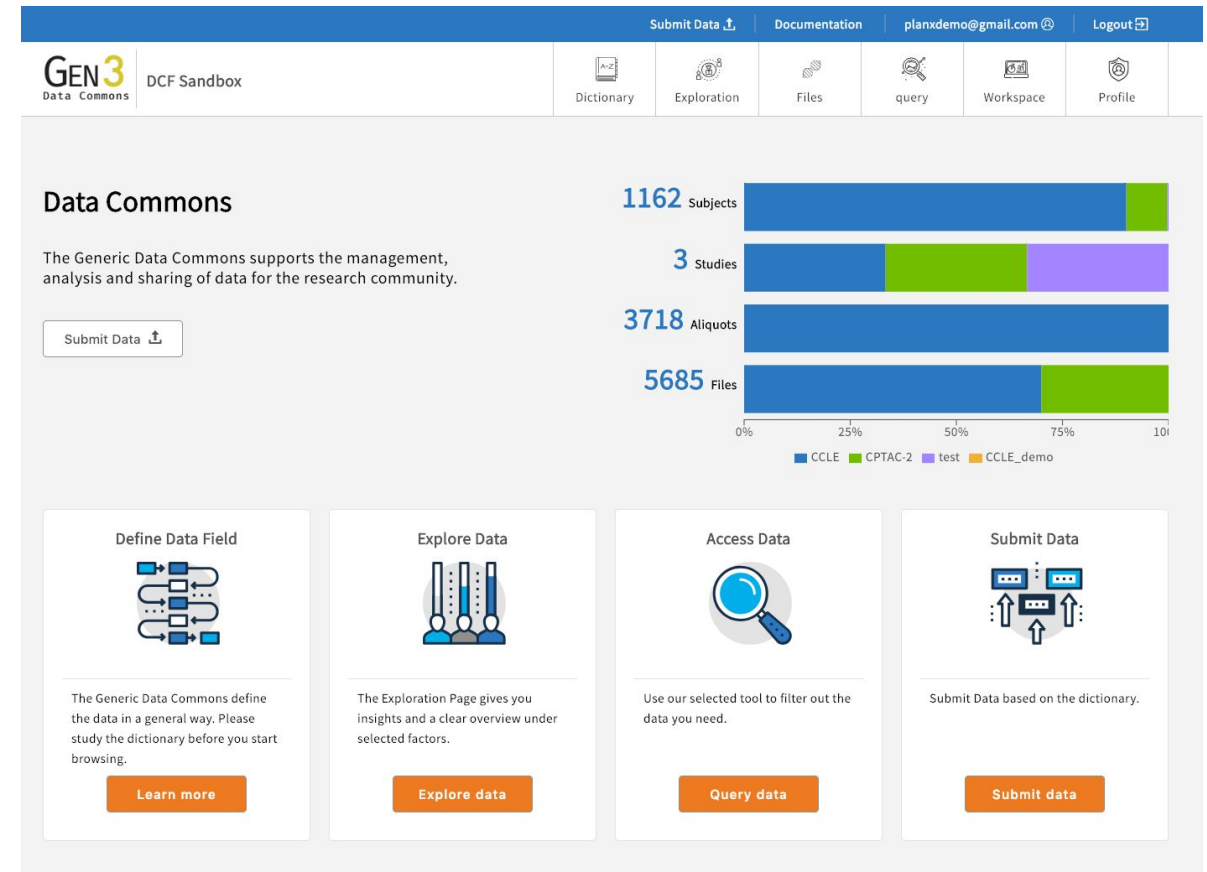 Submit Data
Documentation
planxdemo@gmail.com
Logout
GEN3
Data Commons
DCF Sandbox
A-Z
Dictionary
Exploration
Files
query
Workspace
Profile
Data Commons
The Generic Data Commons supports the management,
analysis and sharing of data for the research community.
Submit Data
1162 Subjects
3 Studies
3718 Aliquots
5685 Files
0% 25% 50% 75% 10
CCLE CPTAC-2 test CCLE_demo
Define Data Field
The Generic Data Commons define
the data in a general way. Please
study the dictionary before you start
browsing.
Learn more
Explore Data
The Exploration Page gives you
insights and a clear overview under
selected factors.
Explore data
Access Data
Use our selected tool to filter out the
data you need.
Query data
Submit Data
Submit Data based on the dictionary.
Submit data